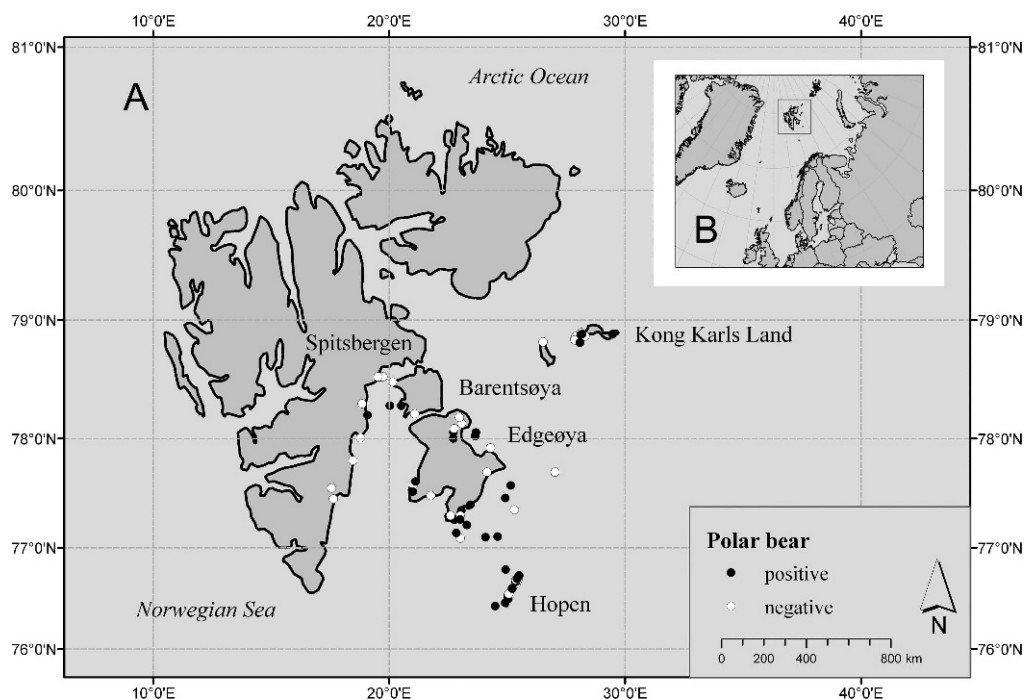 10°0'E 20°0'E 30°0'E 40°0'E
81°0'N 81°0'N
A
Arctic Ocean
B
80°0'N 80°0'N
79°0'N 79°0'N
Kong Karls Land
Spitsbergen
Barentsøya
78°0'N 78°0'N
Edgeøya
77°0'N 77°0'N
Polar bear
positive
negative
Hopen
Norwegian Sea
N
0 200 400 800 km
76°0'N 76°0'N
10°0'E 20°0'E 30°0'E 40°0'E